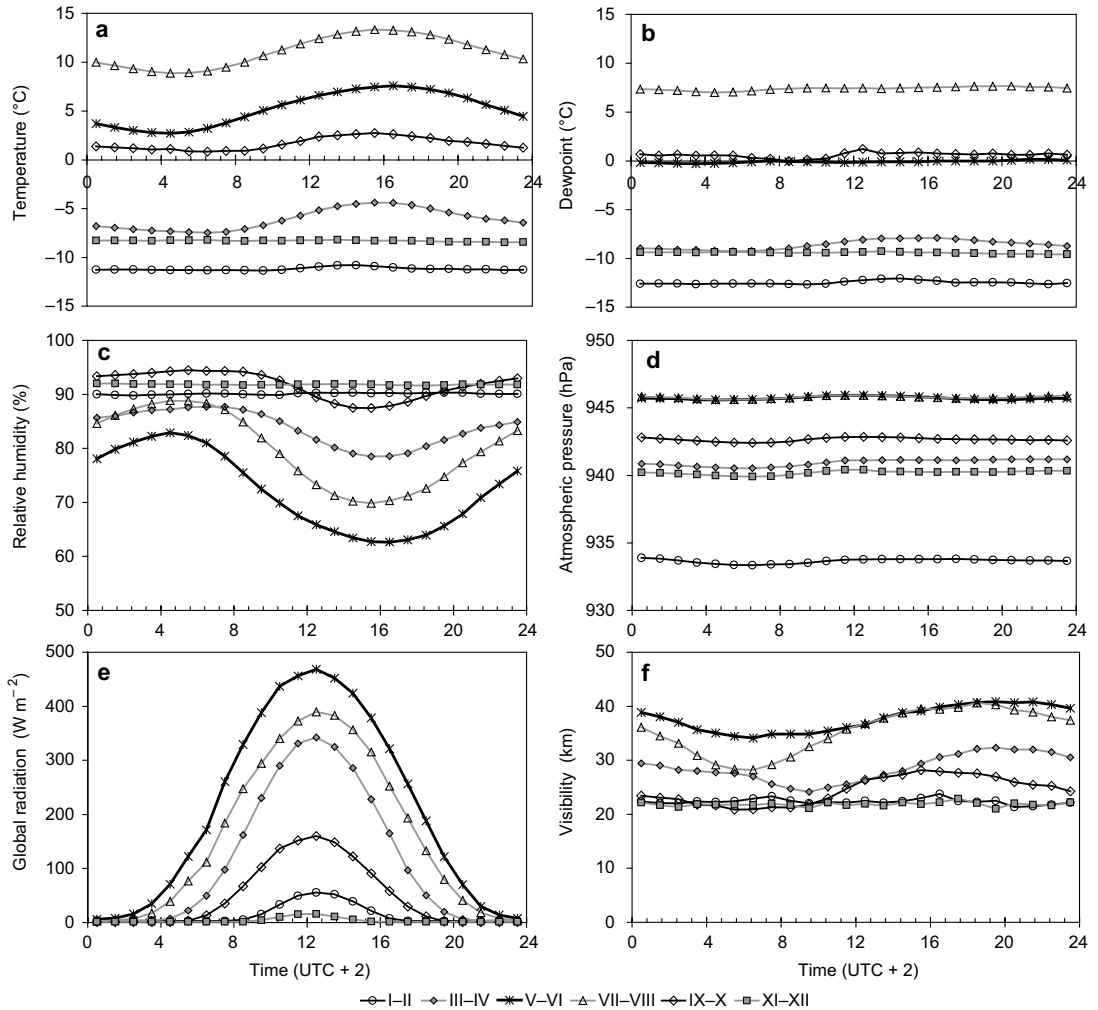 a
Temperature (°C)
15
10
5
0
–5
–10
–15
0 4 8 12 16 20 24
b
Dewpoint (°C)
15
10
5
0
–5
–10
–15
0 4 8 12 16 20 24
c
Relative humidity (%)
100
90
80
70
60
50
0 4 8 12 16 20 24
d
Atmospheric pressure (hPa)
950
945
940
935
930
0 4 8 12 16 20 24
e
Global radiation (W m–2)
500
400
300
200
100
0
0 4 8 12 16 20 24
Time (UTC + 2)
f
Visibility (km)
50
40
30
20
10
0
0 4 8 12 16 20 24
Time (UTC + 2)
I–II III–IV V–VI VII–VIII IX–X XI–XII